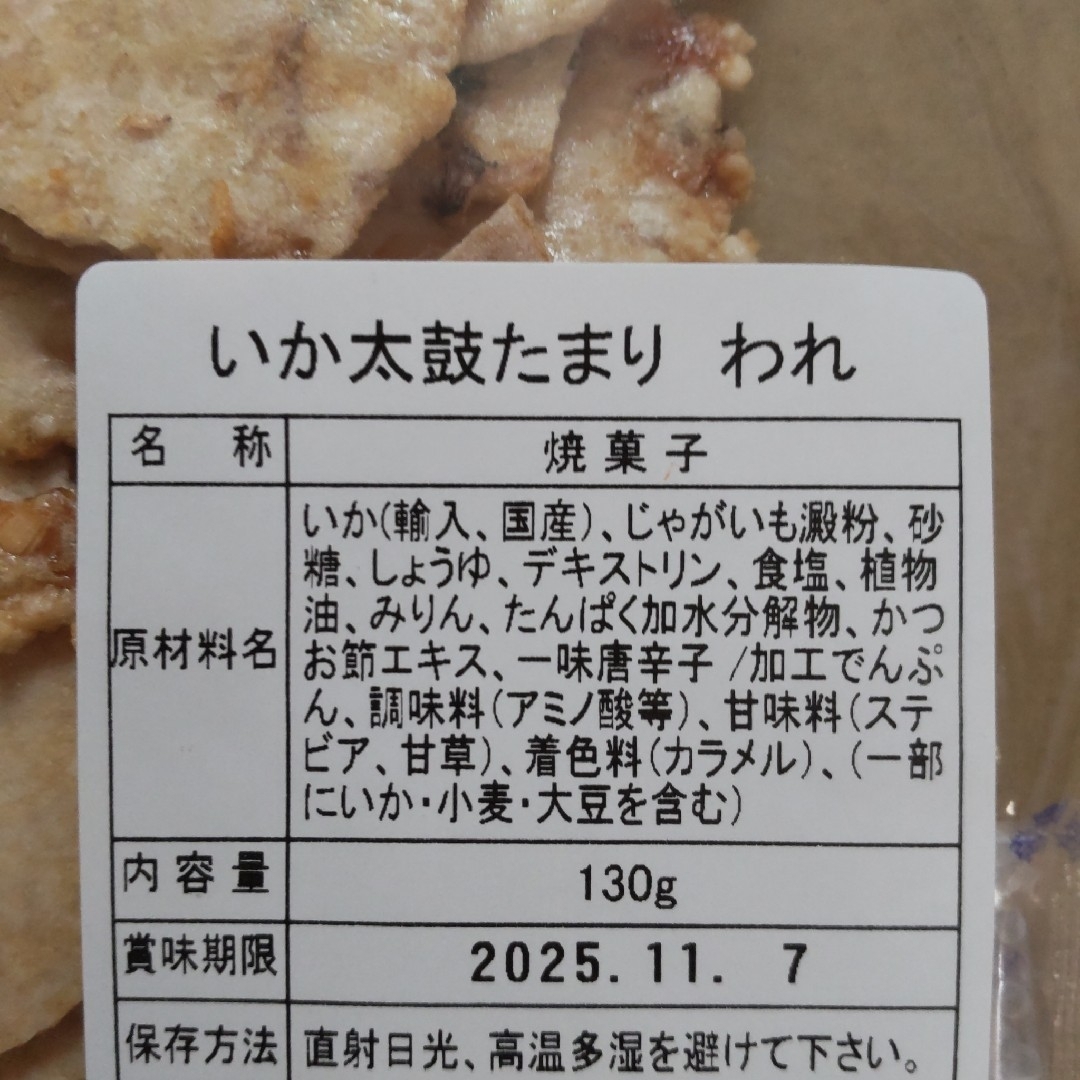 いか太鼓たまり われ
名 称 焼菓子
原材料名
いか(輸入、国産)、じゃがいも澱粉、砂
糖、しょうゆ、デキストリン、食塩、植物
油、みりん、たんぱく加水分解物、かつ
お節エキス、一味唐辛子 /加工でんぷ
ん、調味料(アミノ酸等)、甘味料(ステ
ビア、甘草)、着色料(カラメル)、(一部
にいか・小麦・大豆を含む)
内容量 130g
賞味期限 2025.11. 7
保存方法 直射日光、高温多湿を避けて下さい。